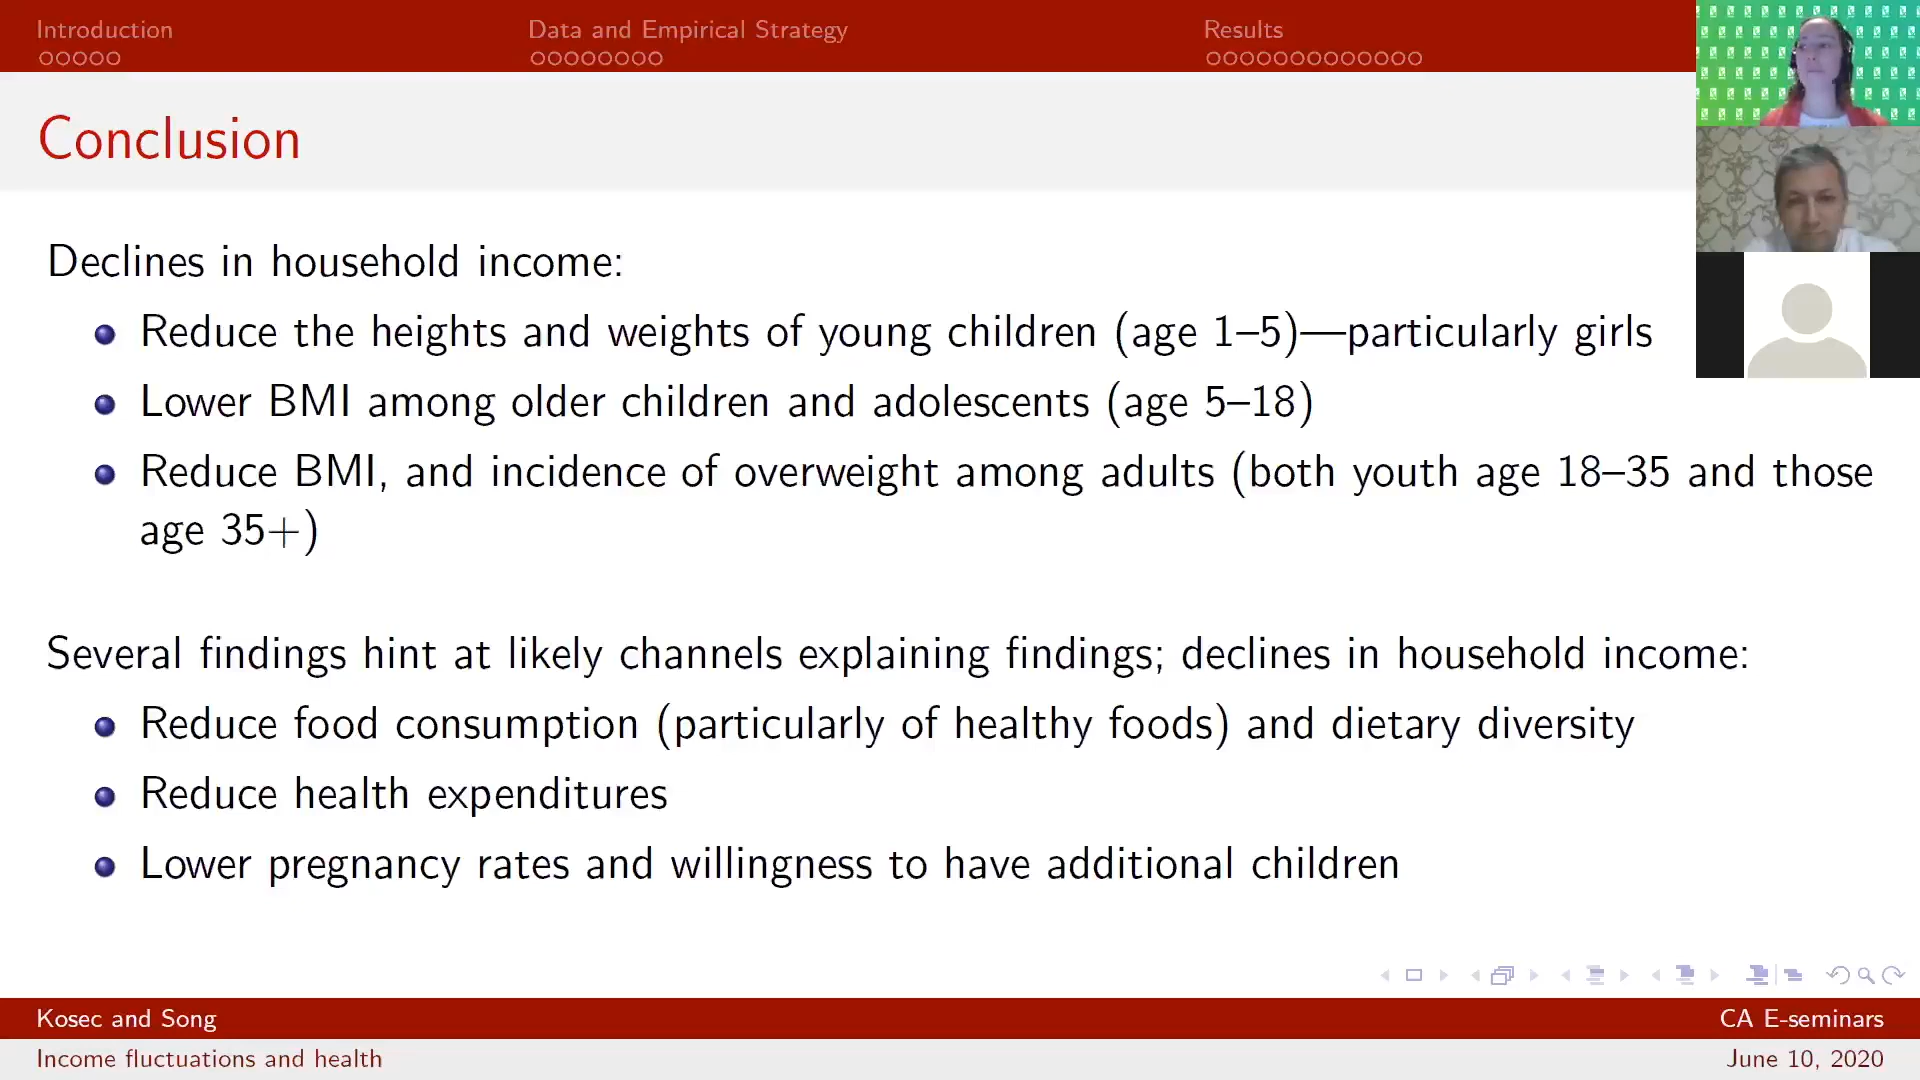 Introduction
Data and Empirical Strategy
Results
Conclusion
Declines in household income:
Reduce the heights and weights of young children (age 1–5)—particularly girls
Lower BMI among older children and adolescents (age 5–18)
Reduce BMI, and incidence of overweight among adults (both youth age 18–35 and those
age 35+)
Several findings hint at likely channels explaining findings; declines in household income:
Reduce food consumption (particularly of healthy foods) and dietary diversity
Reduce health expenditures
Lower pregnancy rates and willingness to have additional children
Kosec and Song
CA E-seminars
Income fluctuations and health
June 10, 2020